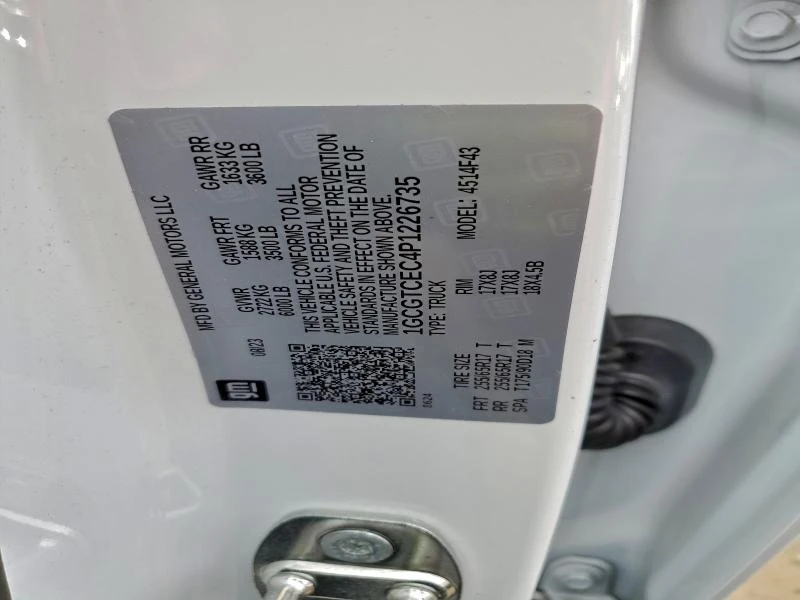 MFD BY GENERAL MOTORS LLC
gm
08/23
GVWR GAWR FRT GAWR RR
2722 KG 1588 KG 1633 KG
6000 LB 3500 LB 3600 LB
THIS VEHICLE CONFORMS TO ALL
APPLICABLE U.S. FEDERAL MOTOR
VEHICLE SAFETY AND THEFT PREVENTION
STANDARDS IN EFFECT ON THE DATE OF
MANUFACTURE SHOWN ABOVE.
1GCGTCEC4P1226735
TYPE: TRUCK MODEL: 4514F43
0624
TIRE SIZE RIM
FRT 255/65R17 T 17X8J
RR 255/65R17 T 17X8J
SPA T175/90D18 M 18X4.5B